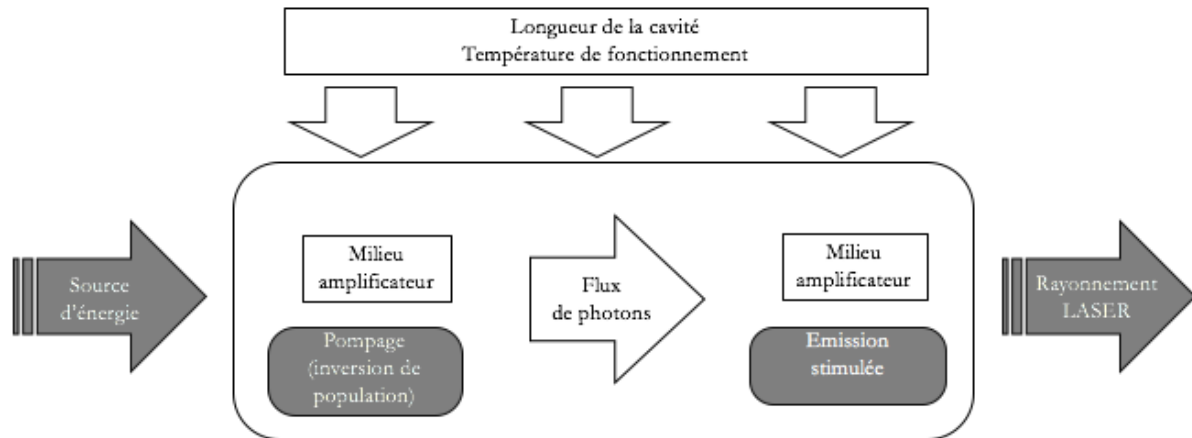 Longueur de la cavité
Température de fonctionnement
Source
d'énergie
Milieu
amplificateur
Pompage
(inversion de
population)
Flux
de photons
Milieu
amplificateur
Emission
stimulée
Rayonnement
LASER